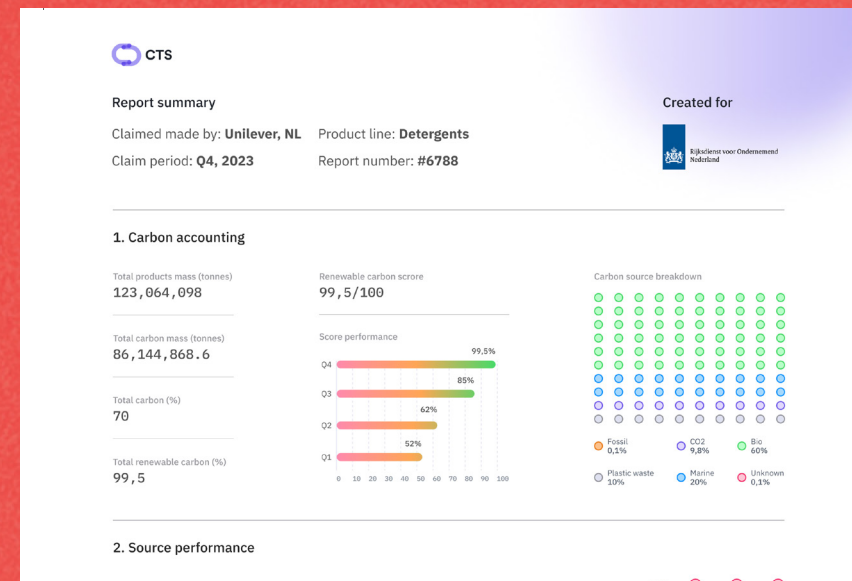 CTS
Report summary
Claimed made by: Unilever, NL
Product line: Detergents
Claim period: Q4, 2023
Report number: #6788
Created for
Rijksdienst voor Ondernemend
Nederland
1. Carbon accounting
Total products mass (tonnes)
123,064,098
Total carbon mass (tonnes)
86,144,868.6
Total carbon (%)
70
Total renewable carbon (%)
99,5
Renewable carbon scrore
99,5/100
Score performance
99,5%
Q4
85%
Q3
62%
Q2
52%
Q1
0 10 20 30 40 50 60 70 80 90 100
Carbon source breakdown
Fossil
0,1%
CO2
9,8%
Bio
60%
Plastic waste
10%
Marine
20%
Unknown
0,1%
2. Source performance